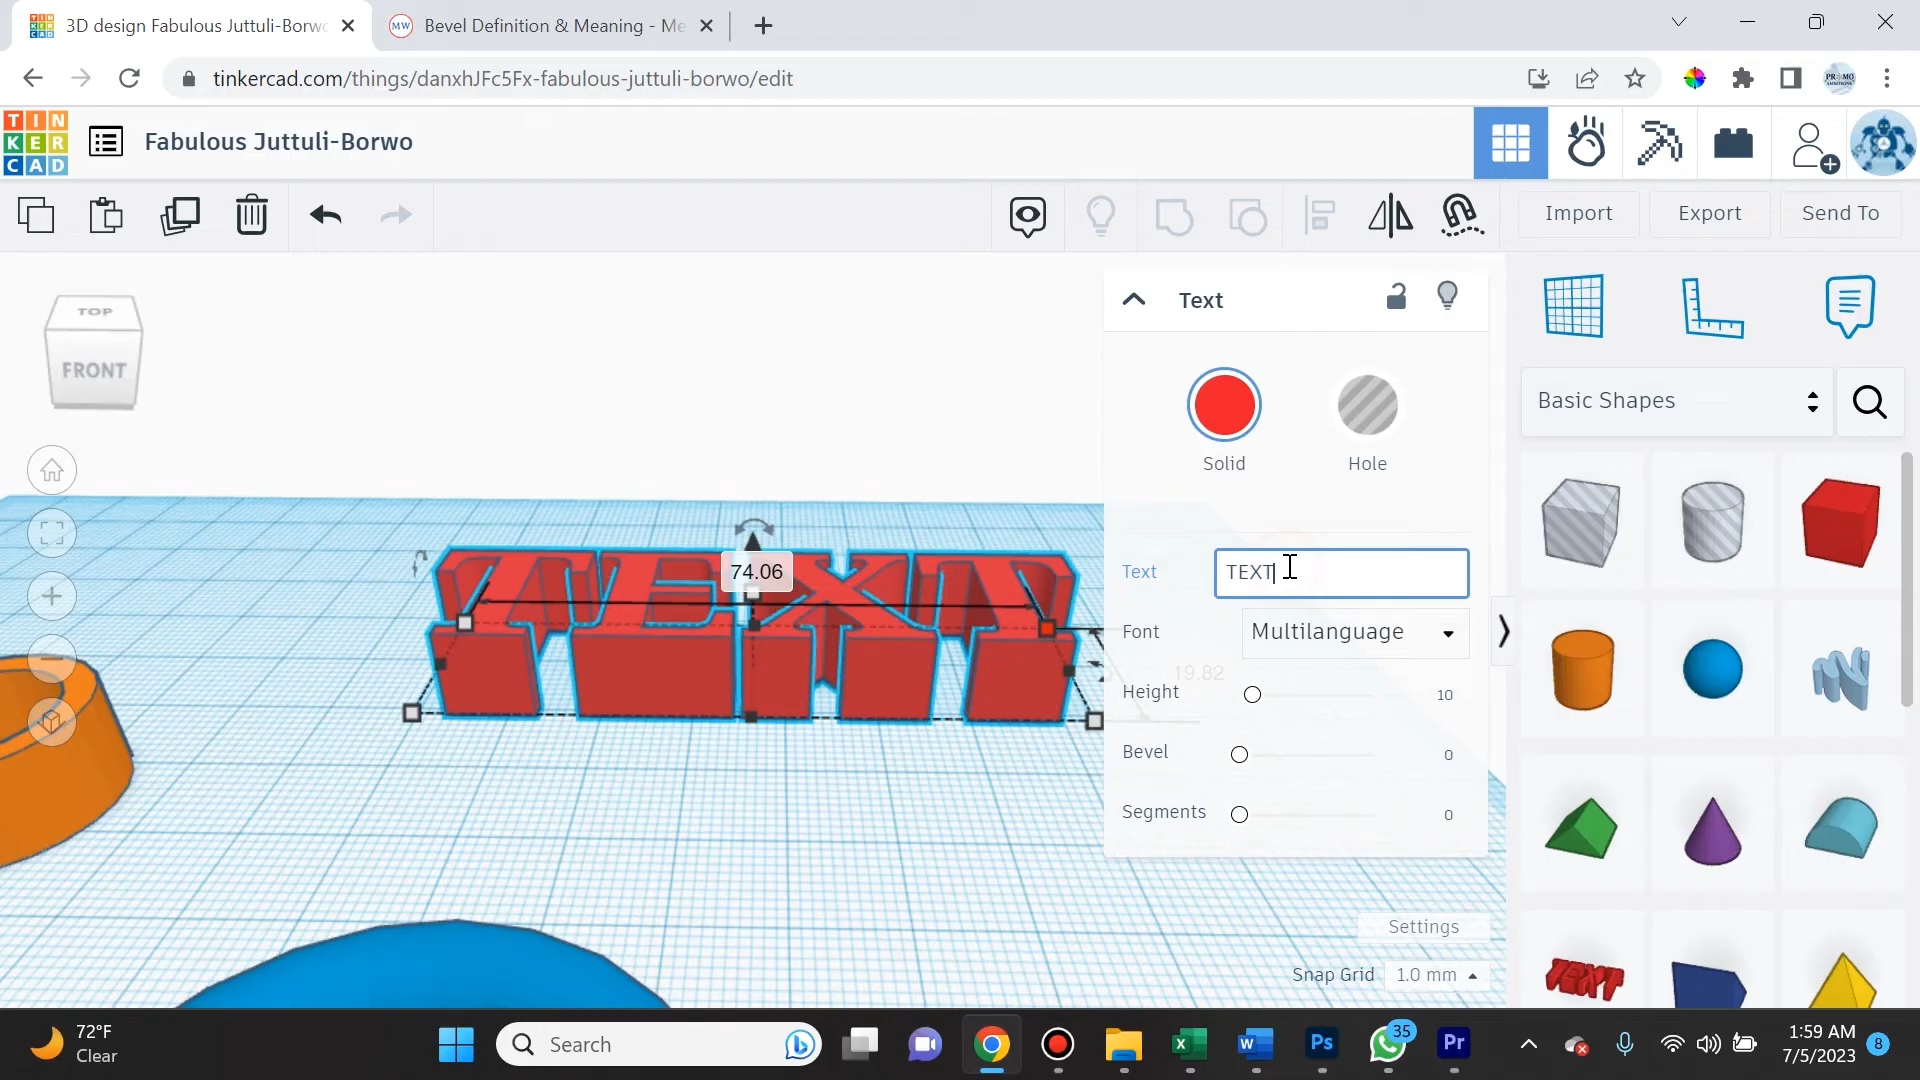 3D design Fabulous Juttuli-Borw
MW
Bevel Definition & Meaning - Me
tinkercad.com/things/danxhJFc5Fx-fabulous-juttuli-borwo/edit
TIN
KER
CAD
Fabulous Juttuli-Borwo
Import
Export
Send To
TOP
FRONT
Text
Solid
Hole
TEXT
74.06
19.82
Text
TEXT
Font
Multilanguage
Height
10
Bevel
0
Segments
0
Settings
Snap Grid
1.0 mm
Basic Shapes
TEXT
72°F
Clear
Search
35
1:59 AM
7/5/2023
8